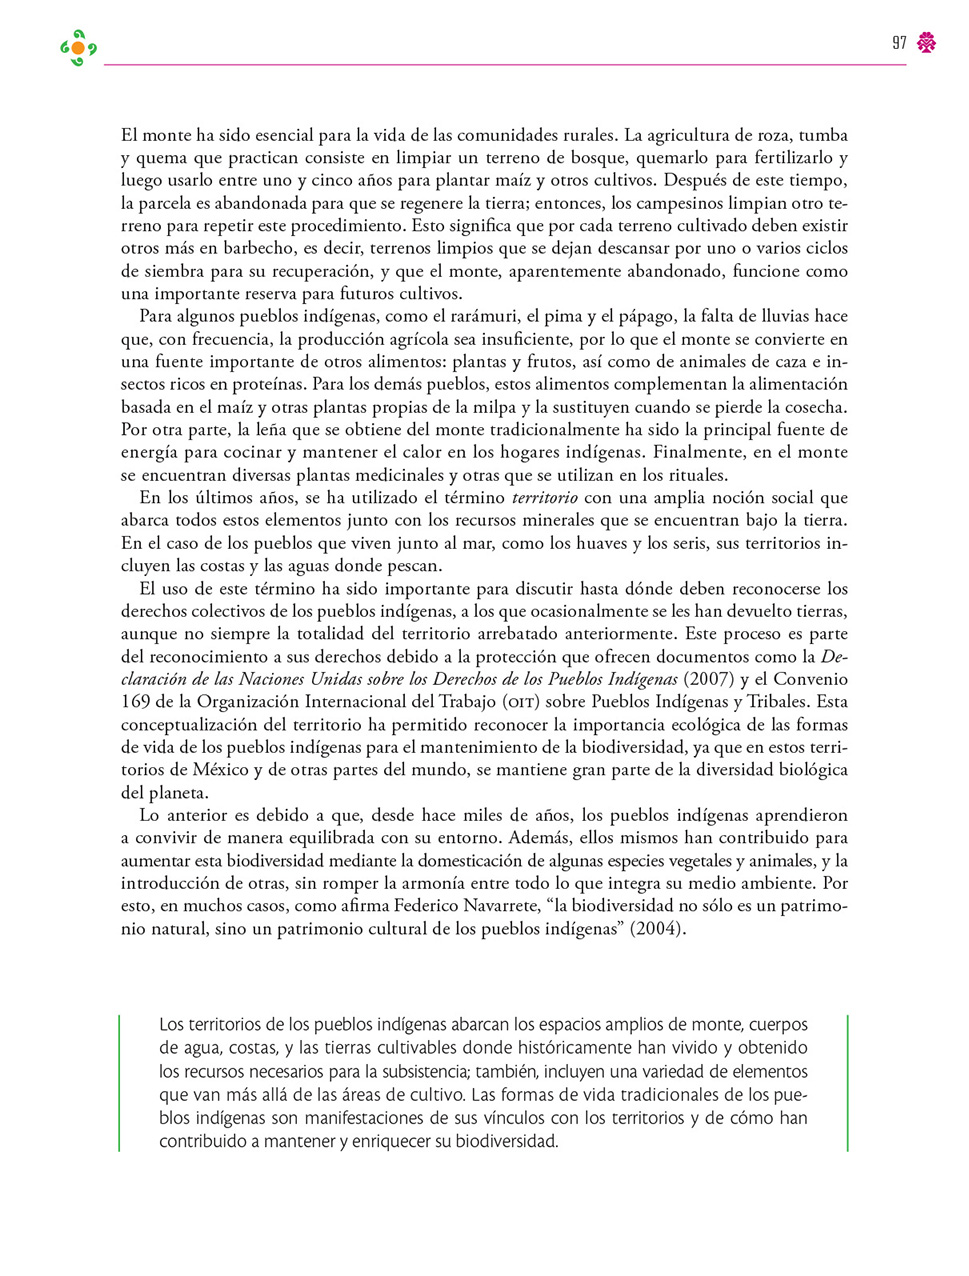 97
El monte ha sido esencial para la vida de las comunidades rurales. La agricultura de roza, tumba
y quema que practican consiste en limpiar un terreno de bosque, quemarlo para fertilizarlo y
luego usarlo entre uno y cinco años para plantar maíz y otros cultivos. Después de este tiempo,
la parcela es abandonada para que se regenere la tierra; entonces, los campesinos limpian otro te-
rreno para repetir este procedimiento. Esto significa que por cada terreno cultivado deben existir
otros más en barbecho, es decir, terrenos limpios que se dejan descansar por uno o varios ciclos
de siembra para su recuperación, y que el monte, aparentemente abandonado, funcione como
una importante reserva para futuros cultivos.
Para algunos pueblos indígenas, como el rarámuri, el pima y el pápago, la falta de lluvias hace
que, con frecuencia, la producción agrícola sea insuficiente, por lo que el monte se convierte en
una fuente importante de otros alimentos: plantas y frutos, así como de animales de caza e in-
sectos ricos en proteínas. Para los demás pueblos, estos alimentos complementan la alimentación
basada en el maíz y otras plantas propias de la milpa y la sustituyen cuando se pierde la cosecha.
Por otra parte, la leña que se obtiene del monte tradicionalmente ha sido la principal fuente de
energía para cocinar y mantener el calor en los hogares indígenas. Finalmente, en el monte
se encuentran diversas plantas medicinales y otras que se utilizan en los rituales.
En los últimos años, se ha utilizado el término territorio con una amplia noción social que
abarca todos estos elementos junto con los recursos minerales que se encuentran bajo la tierra.
En el caso de los pueblos que viven junto al mar, como los huaves y los seris, sus territorios in-
cluyen las costas y las aguas donde pescan.
El uso de este término ha sido importante para discutir hasta dónde deben reconocerse los
derechos colectivos de los pueblos indígenas, a los que ocasionalmente se les han devuelto tierras,
aunque no siempre la totalidad del territorio arrebatado anteriormente. Este proceso es parte
del reconocimiento a sus derechos debido a la protección que ofrecen documentos como la De-
claración de las Naciones Unidas sobre los Derechos de los Pueblos Indígenas (2007) y el Convenio
169 de la Organización Internacional del Trabajo (OIT) sobre Pueblos Indígenas y Tribales. Esta
conceptualización del territorio ha permitido reconocer la importancia ecológica de las formas
de vida de los pueblos indígenas para el mantenimiento de la biodiversidad, ya que en estos terri-
torios de México y de otras partes del mundo, se mantiene gran parte de la diversidad biológica
del planeta.
Lo anterior es debido a que, desde hace miles de años, los pueblos indígenas aprendieron
a convivir de manera equilibrada con su entorno. Además, ellos mismos han contribuido para
aumentar esta biodiversidad mediante la domesticación de algunas especies vegetales y animales, y la
introducción de otras, sin romper la armonía entre todo lo que integra su medio ambiente. Por
esto, en muchos casos, como afirma Federico Navarrete, “la biodiversidad no sólo es un patrimo-
nio natural, sino un patrimonio cultural de los pueblos indígenas” (2004).
Los territorios de los pueblos indígenas abarcan los espacios amplios de monte, cuerpos
de agua, costas, y las tierras cultivables donde históricamente han vivido y obtenido
los recursos necesarios para la subsistencia; también, incluyen una variedad de elementos
que van más allá de las áreas de cultivo. Las formas de vida tradicionales de los pue-
blos indígenas son manifestaciones de sus vínculos con los territorios y de cómo han
contribuido a mantener y enriquecer su biodiversidad.